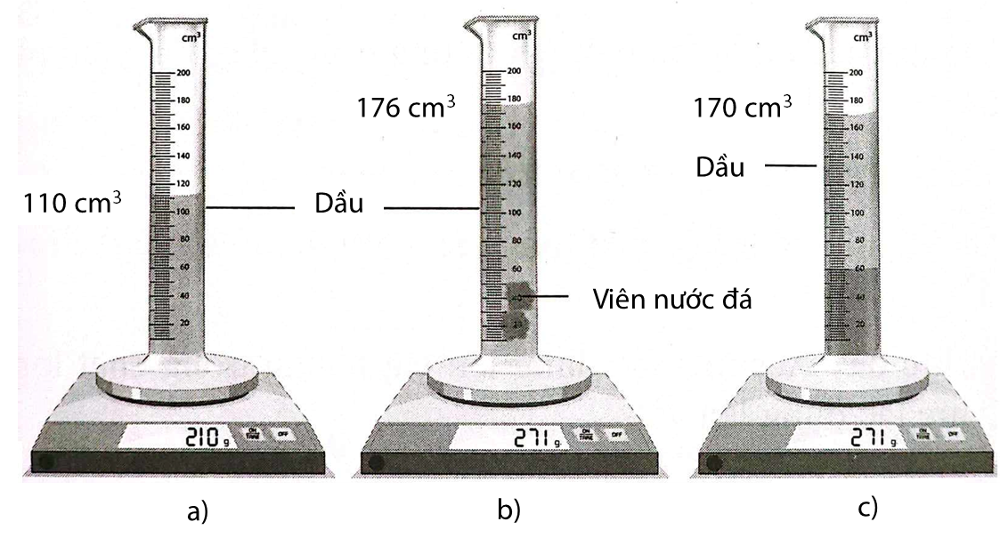 cm³
200
180
160
140
120
100
80
60
40
20
110 cm³
210 g
ON
TARE
OFF
a)
Dầu
cm³
200
180
160
140
120
100
80
60
40
20
176 cm³
Viên nước đá
271 g
ON
TARE
OFF
b)
cm³
200
180
160
140
120
100
80
60
40
20
170 cm³
Dầu
271 g
ON
TARE
OFF
c)